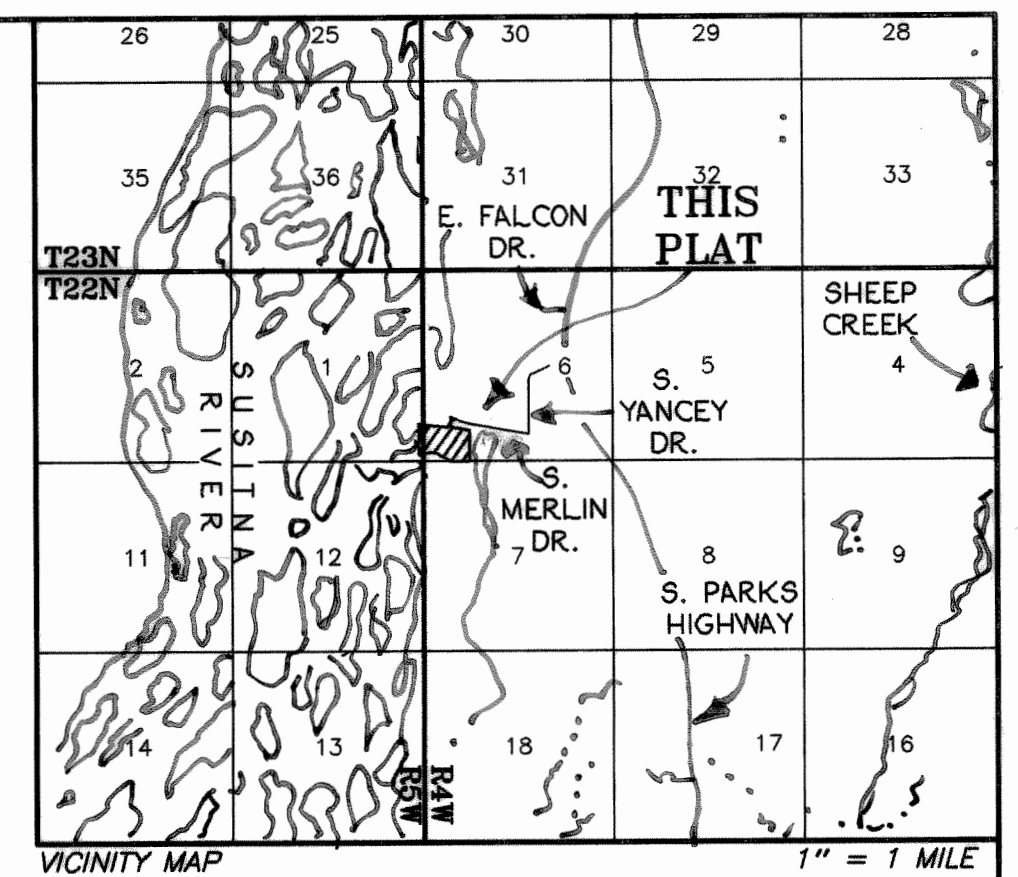 26 25 30 29 28
35 36 31 32 33
E. FALCON
DR.
THIS
PLAT
T23N
T22N
SHEEP
CREEK
2 1 6 5 4
SUSITNA
RIVER
S.
YANCEY
DR.
S.
MERLIN
DR.
11 12 7 8 9
S. PARKS
HIGHWAY
14 13 18 17 16
R5W R4W
VICINITY MAP 1" = 1 MILE